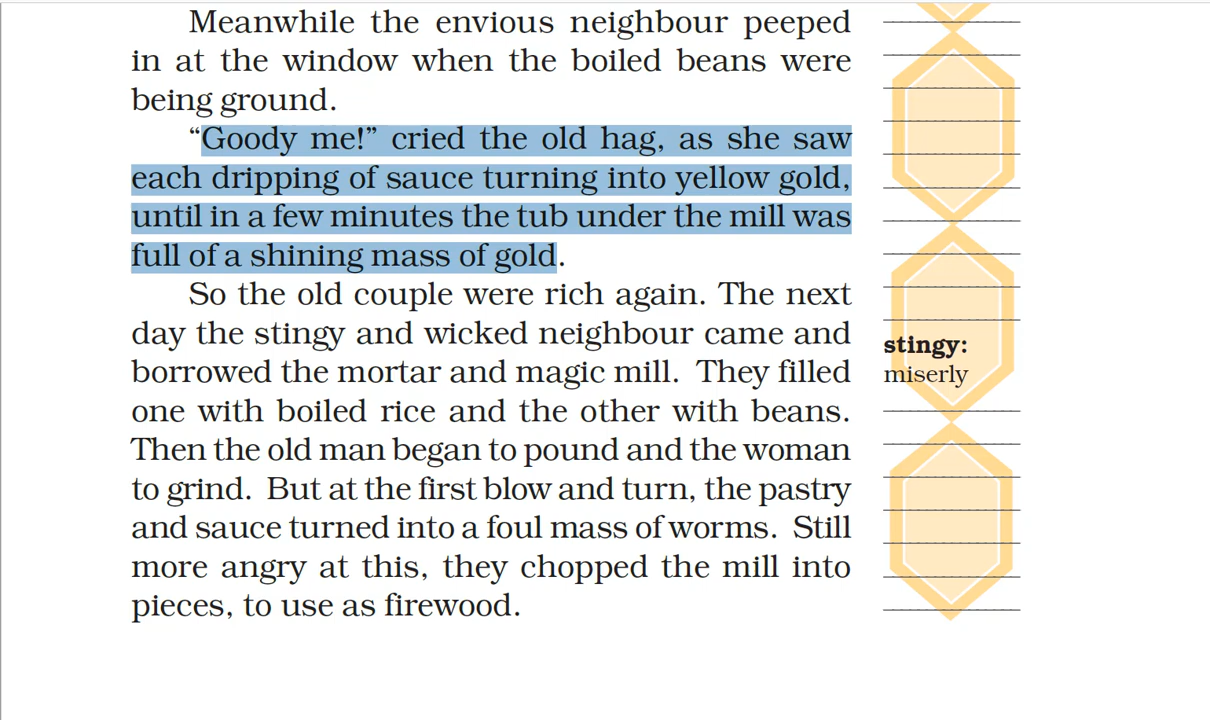 Meanwhile the envious neighbour peeped
in at the window when the boiled beans were
being ground.
“Goody me!” cried the old hag, as she saw
each dripping of sauce turning into yellow gold,
until in a few minutes the tub under the mill was
full of a shining mass of gold.
So the old couple were rich again. The next
day the stingy and wicked neighbour came and
borrowed the mortar and magic mill. They filled
one with boiled rice and the other with beans.
Then the old man began to pound and the woman
to grind. But at the first blow and turn, the pastry
and sauce turned into a foul mass of worms. Still
more angry at this, they chopped the mill into
pieces, to use as firewood.
stingy:
miserly